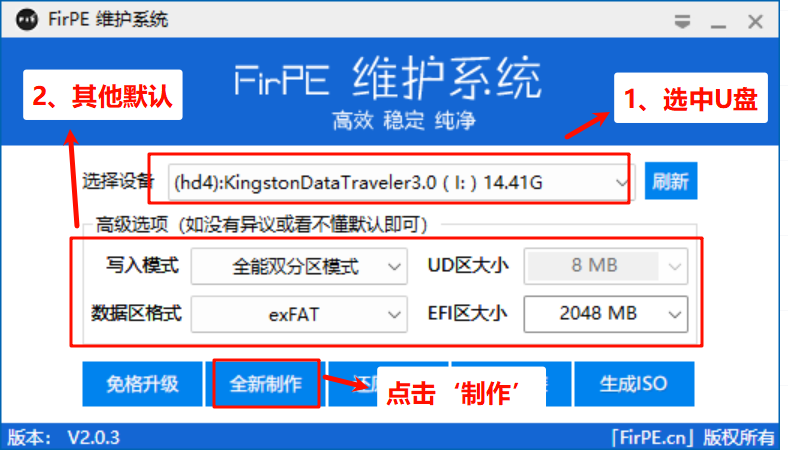 FirPE 维护系统
FirPE 维护系统
高效 稳定 纯净
2、其他默认
1、选中U盘
选择设备 (hd4):KingstonDataTraveler3.0 ( I: ) 14.41G 刷新
高级选项（如没有异议或看不懂默认即可）
写入模式 全能双分区模式 UD区大小 8 MB
数据区格式 exFAT EFI区大小 2048 MB
免格升级 全新制作 生成ISO
点击‘制作’
版本： V2.0.3 「FirPE.cn」版权所有